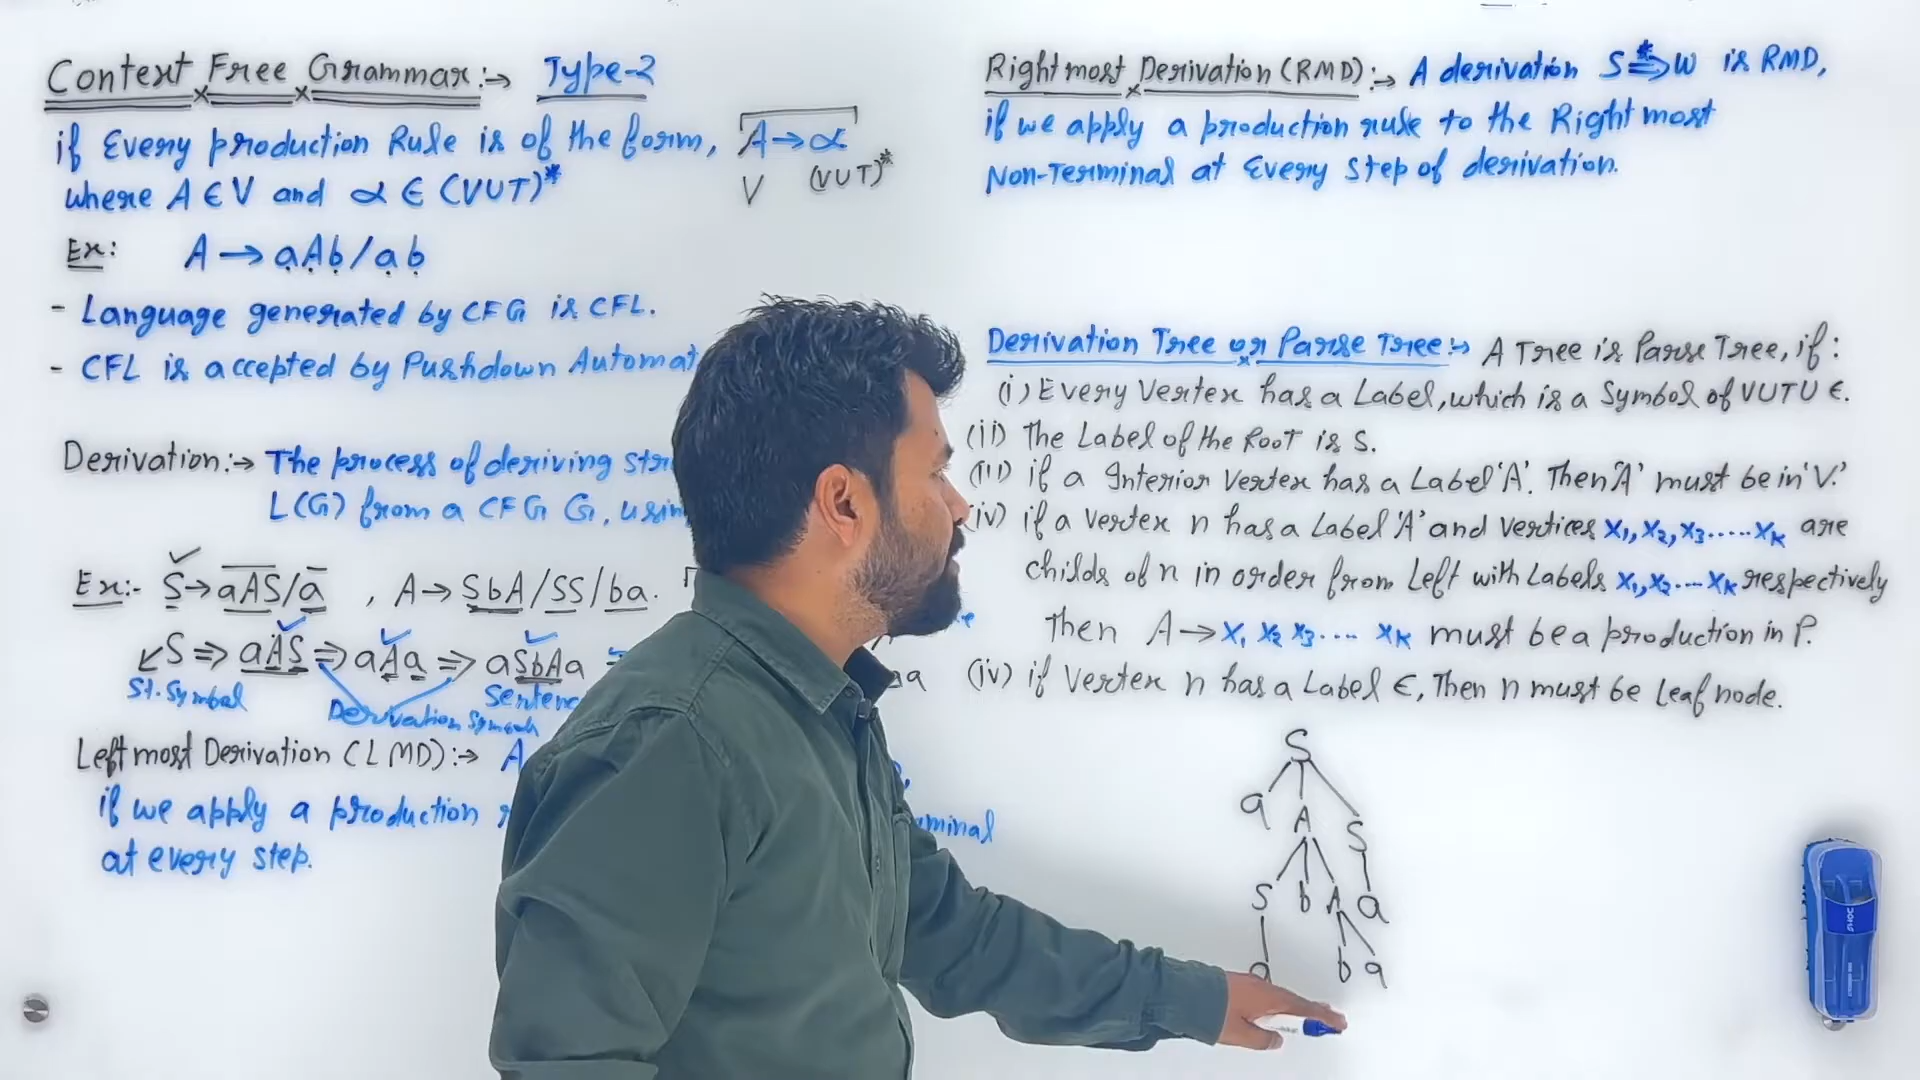 Context Free Grammar:→ Type-2
if Every production Rule is of the form, A→α
where A ∈ V and α ∈ (VUT)*
V (VUT)*
Ex: A → aAb/ab
- Language generated by CFG is CFL.
- CFL is accepted by Pushdown Automat
Derivation:→ The process of deriving
L(G) from a CFG G,
Ex:- S→aAS/a , A→ SbA/SS/ba.
S ⇒ aAS ⇒ aAa ⇒ aSbAa
St. Symbol
Derivation Symbols
Leftmost Derivation (LMD):→ A
if we apply a production
at every step.
Rightmost Derivation (RMD):→ A derivation S *⇒ W is RMD,
if we apply a production rule to the Right most
Non-Terminal at Every Step of derivation.
Derivation Tree or Parse Tree:→ A Tree is Parse Tree, if:
(i) Every Vertex has a Label, which is a Symbol of VUTU ϵ.
(ii) The Label of the Root is S.
(iii) if a Interior Vertex has a Label 'A'. Then 'A' must be in 'V'.
(iv) if a Vertex n has a Label 'A' and vertices X1, X2, X3.....XK are
childs of n in order from Left with Labels X1, X2....XK respectively
Then A → X1 X2 X3.... XK must be a production in P.
(iv) if Vertex n has a Label ϵ, Then n must be Leaf node.
S
a A S
S b A a
a b a
SHOC